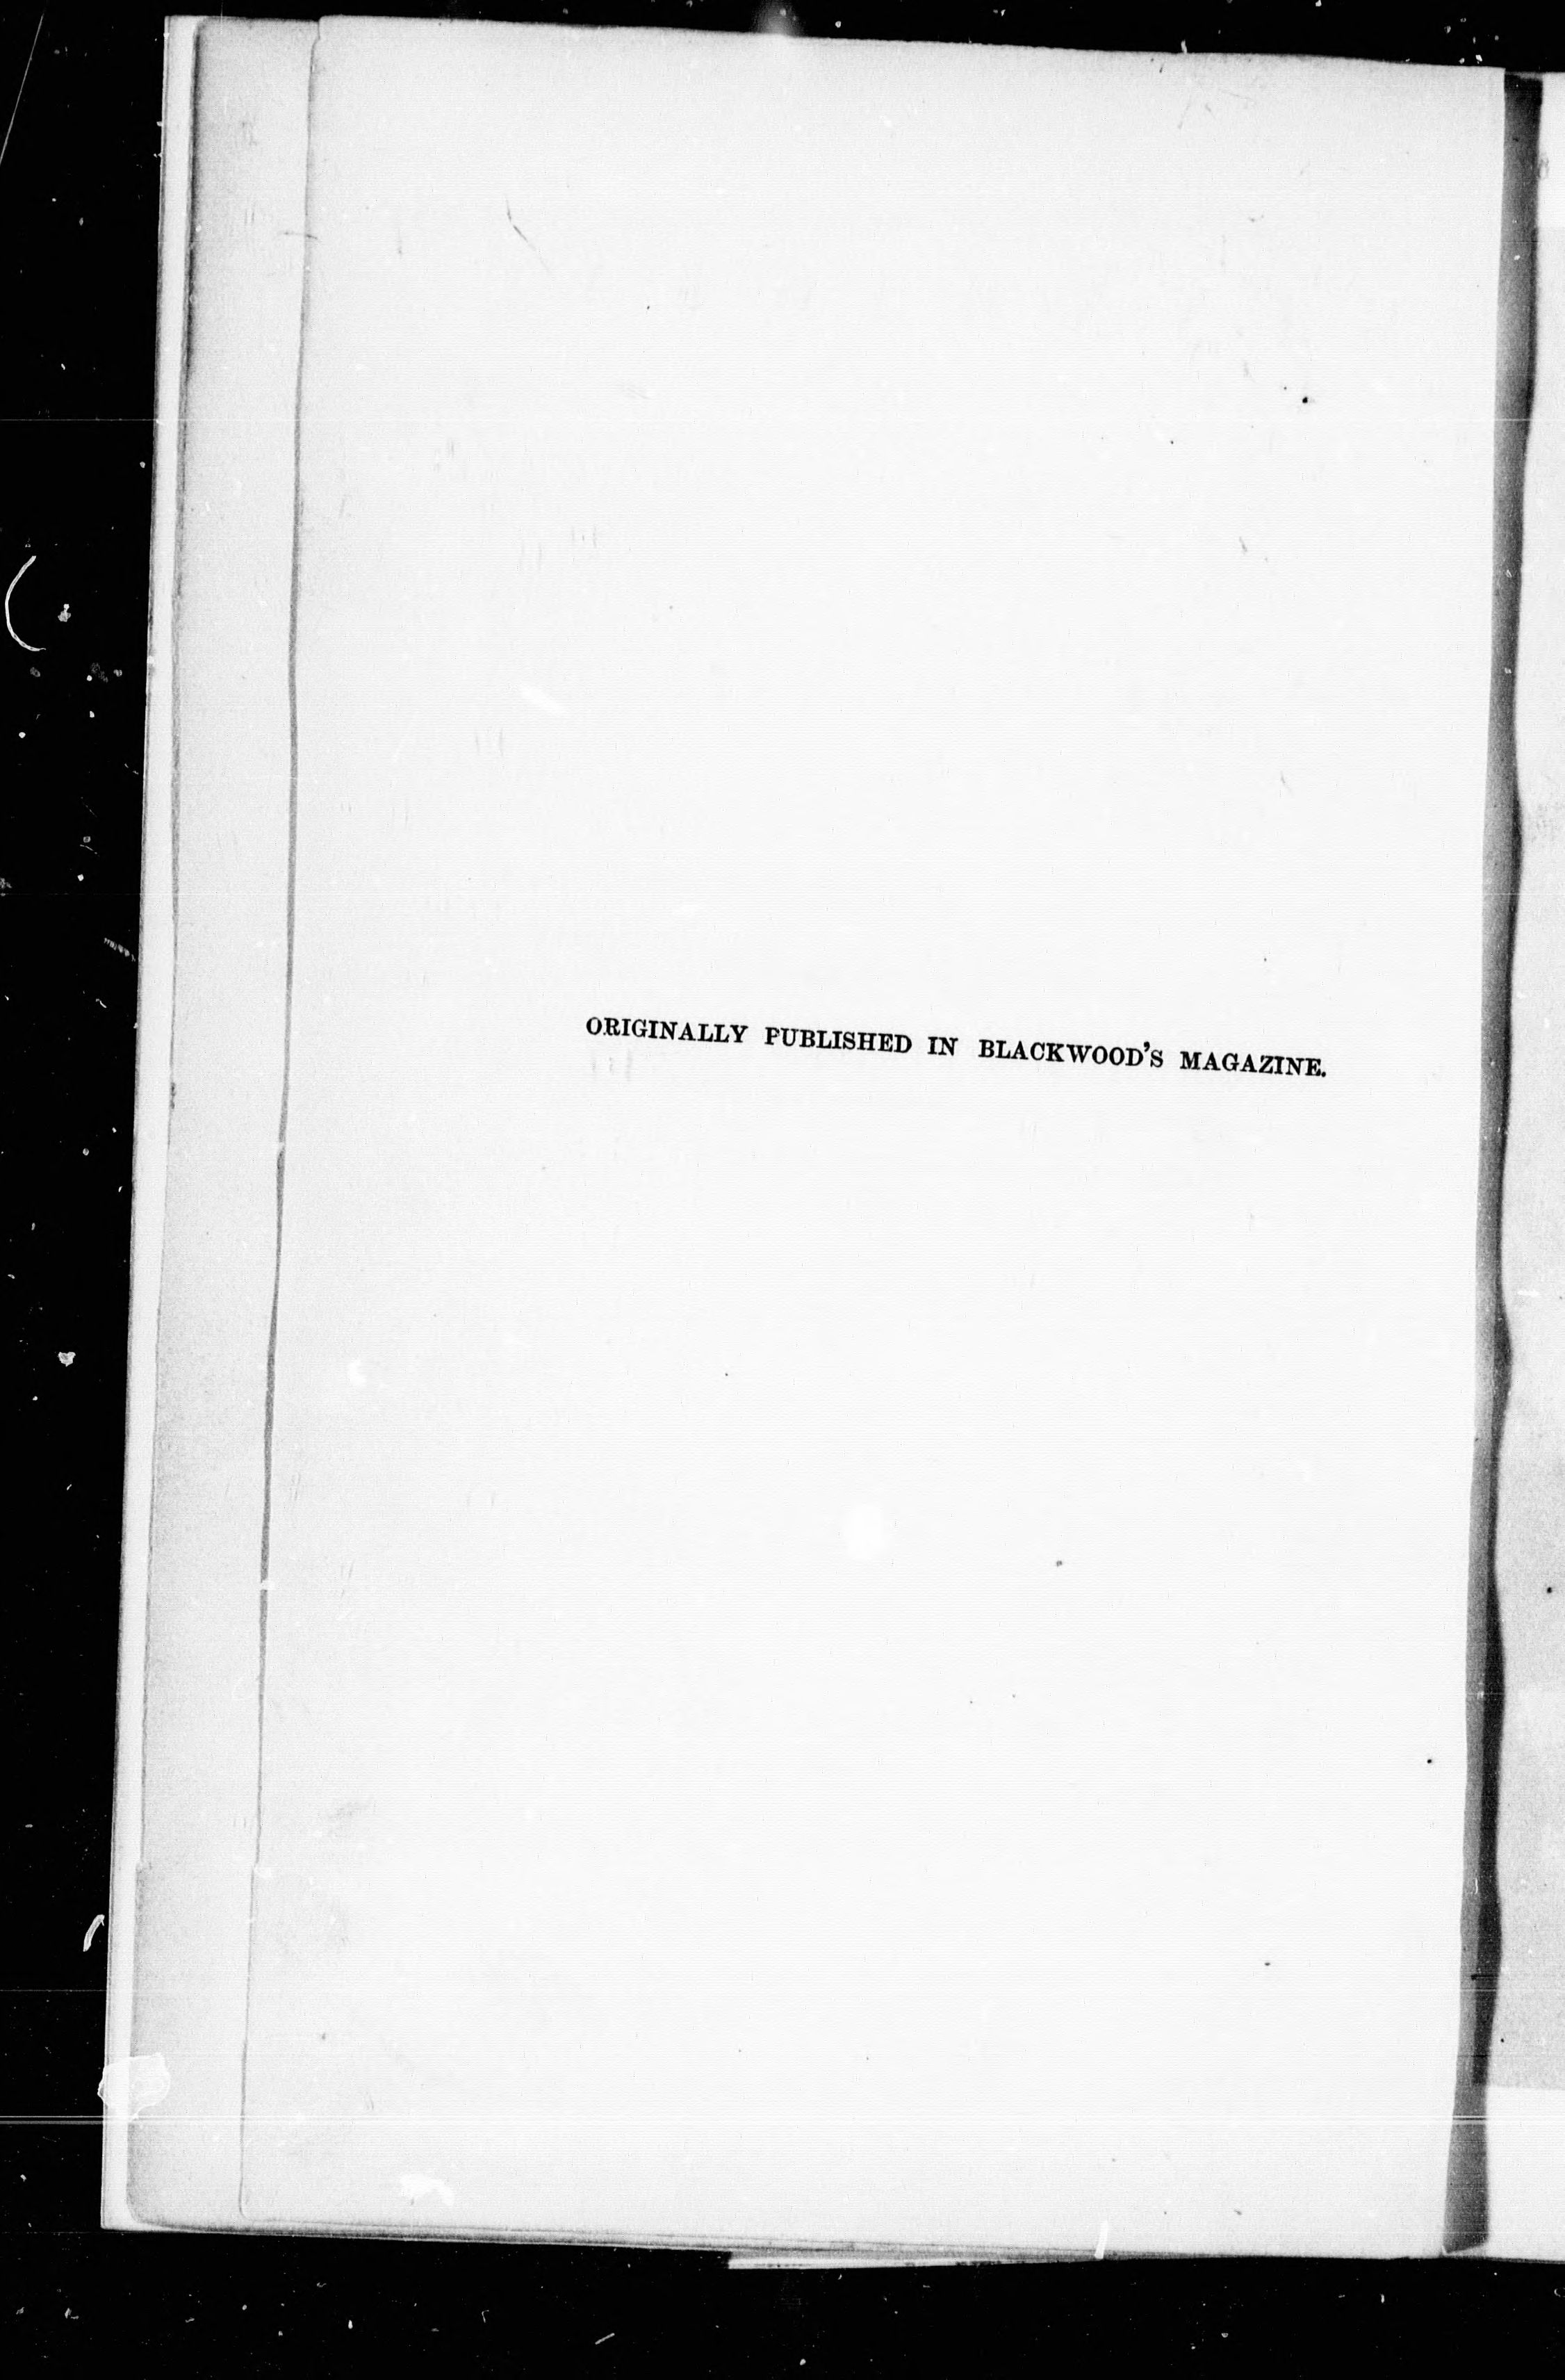 ORIGINALLY PUBLISHED IN BLACKWOOD'S MAGAZINE.